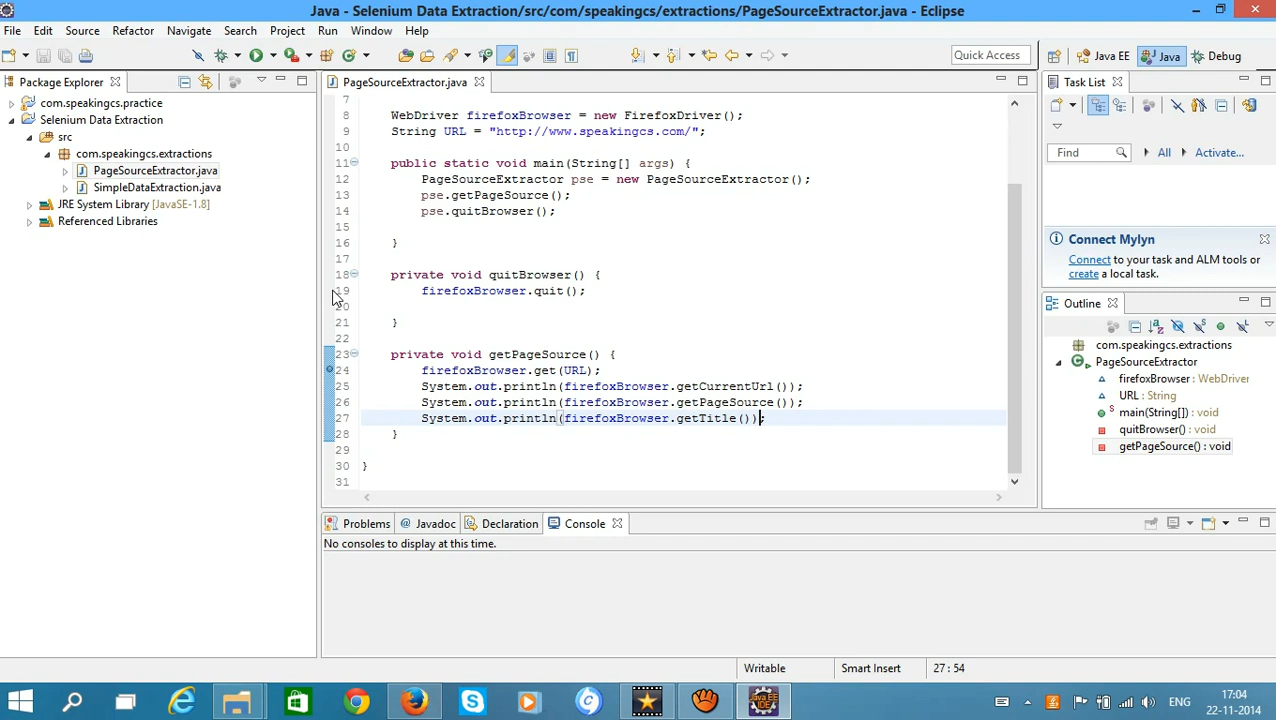 Java - Selenium Data Extraction/src/com/speakingcs/extractions/PageSourceExtractor.java - Eclipse
File Edit Source Refactor Navigate Search Project Run Window Help
Quick Access Java EE Java Debug
Package Explorer
com.speakingcs.practice
Selenium Data Extraction
src
com.speakingcs.extractions
PageSourceExtractor.java
SimpleDataExtraction.java
JRE System Library [JavaSE-1.8]
Referenced Libraries
PageSourceExtractor.java
7
8 WebDriver firefoxBrowser = new FirefoxDriver();
9 String URL = "http://www.speakingcs.com/";
10
11 public static void main(String[] args) {
12 PageSourceExtractor pse = new PageSourceExtractor();
13 pse.getPageSource();
14 pse.quitBrowser();
15
16 }
17
18 private void quitBrowser() {
19 firefoxBrowser.quit();
20
21 }
22
23 private void getPageSource() {
24 firefoxBrowser.get(URL);
25 System.out.println(firefoxBrowser.getCurrentUrl());
26 System.out.println(firefoxBrowser.getPageSource());
27 System.out.println(firefoxBrowser.getTitle());
28 }
29
30 }
31
Task List
Find All Activate...
Connect Mylyn
Connect to your task and ALM tools or
create a local task.
Outline
com.speakingcs.extractions
PageSourceExtractor
firefoxBrowser : WebDriver
URL : String
main(String[]) : void
quitBrowser() : void
getPageSource() : void
Problems Javadoc Declaration Console
No consoles to display at this time.
Writable Smart Insert 27 : 54
ENG 17:04
22-11-2014